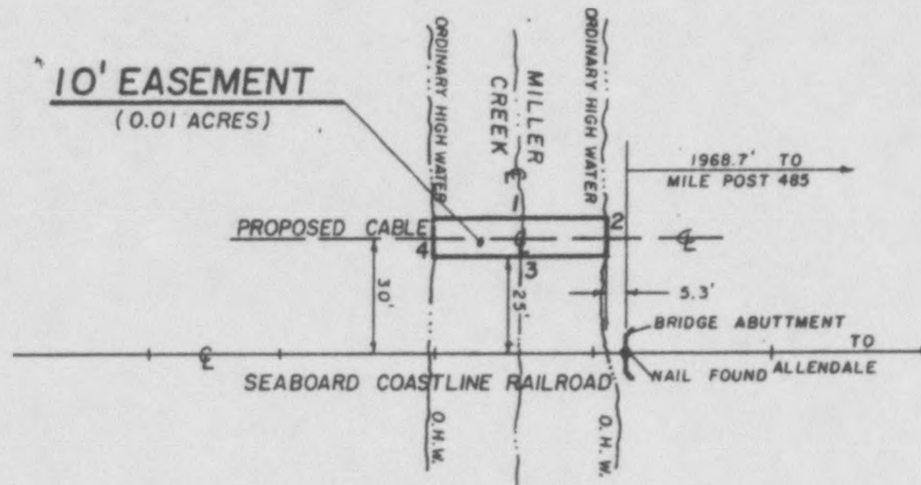 10' EASEMENT
(0.01 ACRES)
ORDINARY HIGH WATER
MILLER
CREEK
ORDINARY HIGH WATER
1968.7' TO
MILE POST 485
℄
1
2
PROPOSED CABLE
℄
℄
4
3
30'
25'
5.3'
BRIDGE ABUTTMENT
TO
℄
NAIL FOUND
ALLENDALE
SEABOARD COASTLINE RAILROAD
O.H.W.
O.H.W.